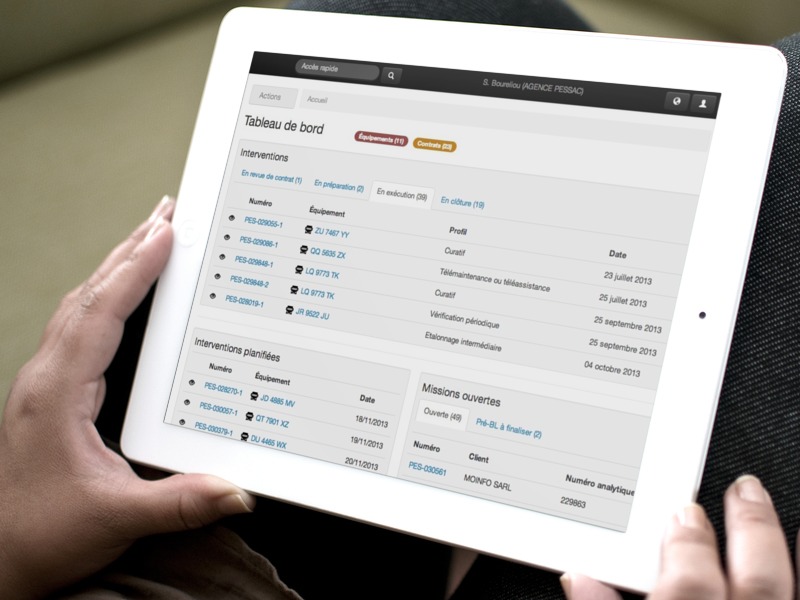 Accès rapide
S. Boureliou (AGENCE PESSAC)
Actions Accueil
Tableau de bord Équipements (11) Contrats (23)
Interventions
En revue de contrat (1) En préparation (2) En exécution (39) En clôture (19)
Numéro Équipement Profil Date
PES-029055-1 ZU 7467 YY Curatif 23 juillet 2013
PES-029086-1 QQ 5635 ZX Télémaintenance ou téléassistance 25 juillet 2013
PES-029848-1 LQ 9773 TK Curatif 25 septembre 2013
PES-029848-2 LQ 9773 TK Vérification périodique 25 septembre 2013
PES-028019-1 JR 9522 JU Etalonnage intermédiaire 04 octobre 2013
Interventions planifiées
Numéro Équipement Date
PES-028270-1 JD 4885 MV 18/11/2013
PES-030057-1 QT 7901 XZ 19/11/2013
PES-030379-1 DU 4465 WX 20/11/2013
Missions ouvertes
Ouverte (49) Pré-BL à finaliser (2)
Numéro Client Numéro analytique
PES-030561 MOINFO SARL 229863